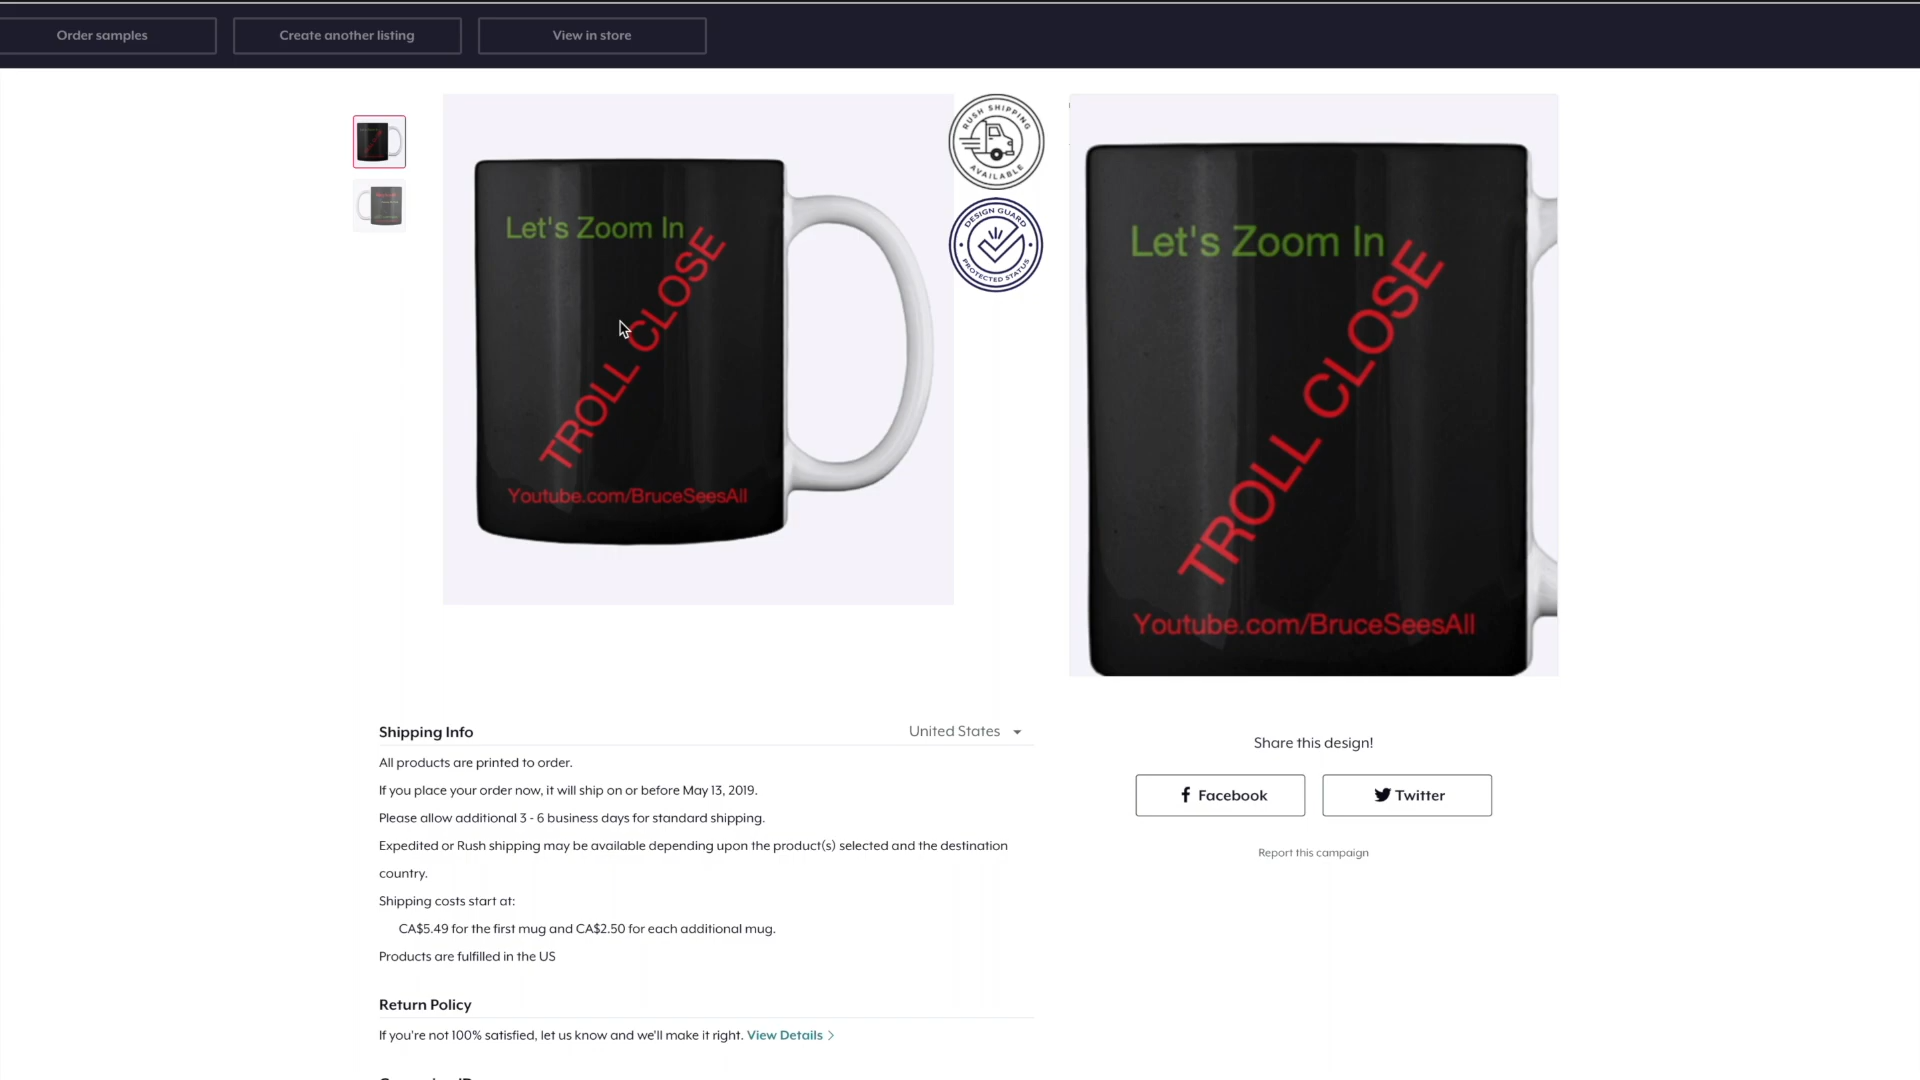 Order samples
Create another listing
View in store
Let's Zoom In
TROLL CLOSE
Youtube.com/BruceSeesAll
RUSH SHIPPING
AVAILABLE
DESIGN GUARD
PROTECTED STATUS
Let's Zoom In
TROLL CLOSE
Youtube.com/BruceSeesAll
Shipping Info
United States
All products are printed to order.
If you place your order now, it will ship on or before May 13, 2019.
Please allow additional 3 - 6 business days for standard shipping.
Expedited or Rush shipping may be available depending upon the product(s) selected and the destination
country.
Shipping costs start at:
CA$5.49 for the first mug and CA$2.50 for each additional mug.
Products are fulfilled in the US
Return Policy
If you're not 100% satisfied, let us know and we'll make it right. View Details >
Share this design!
Facebook
Twitter
Report this campaign